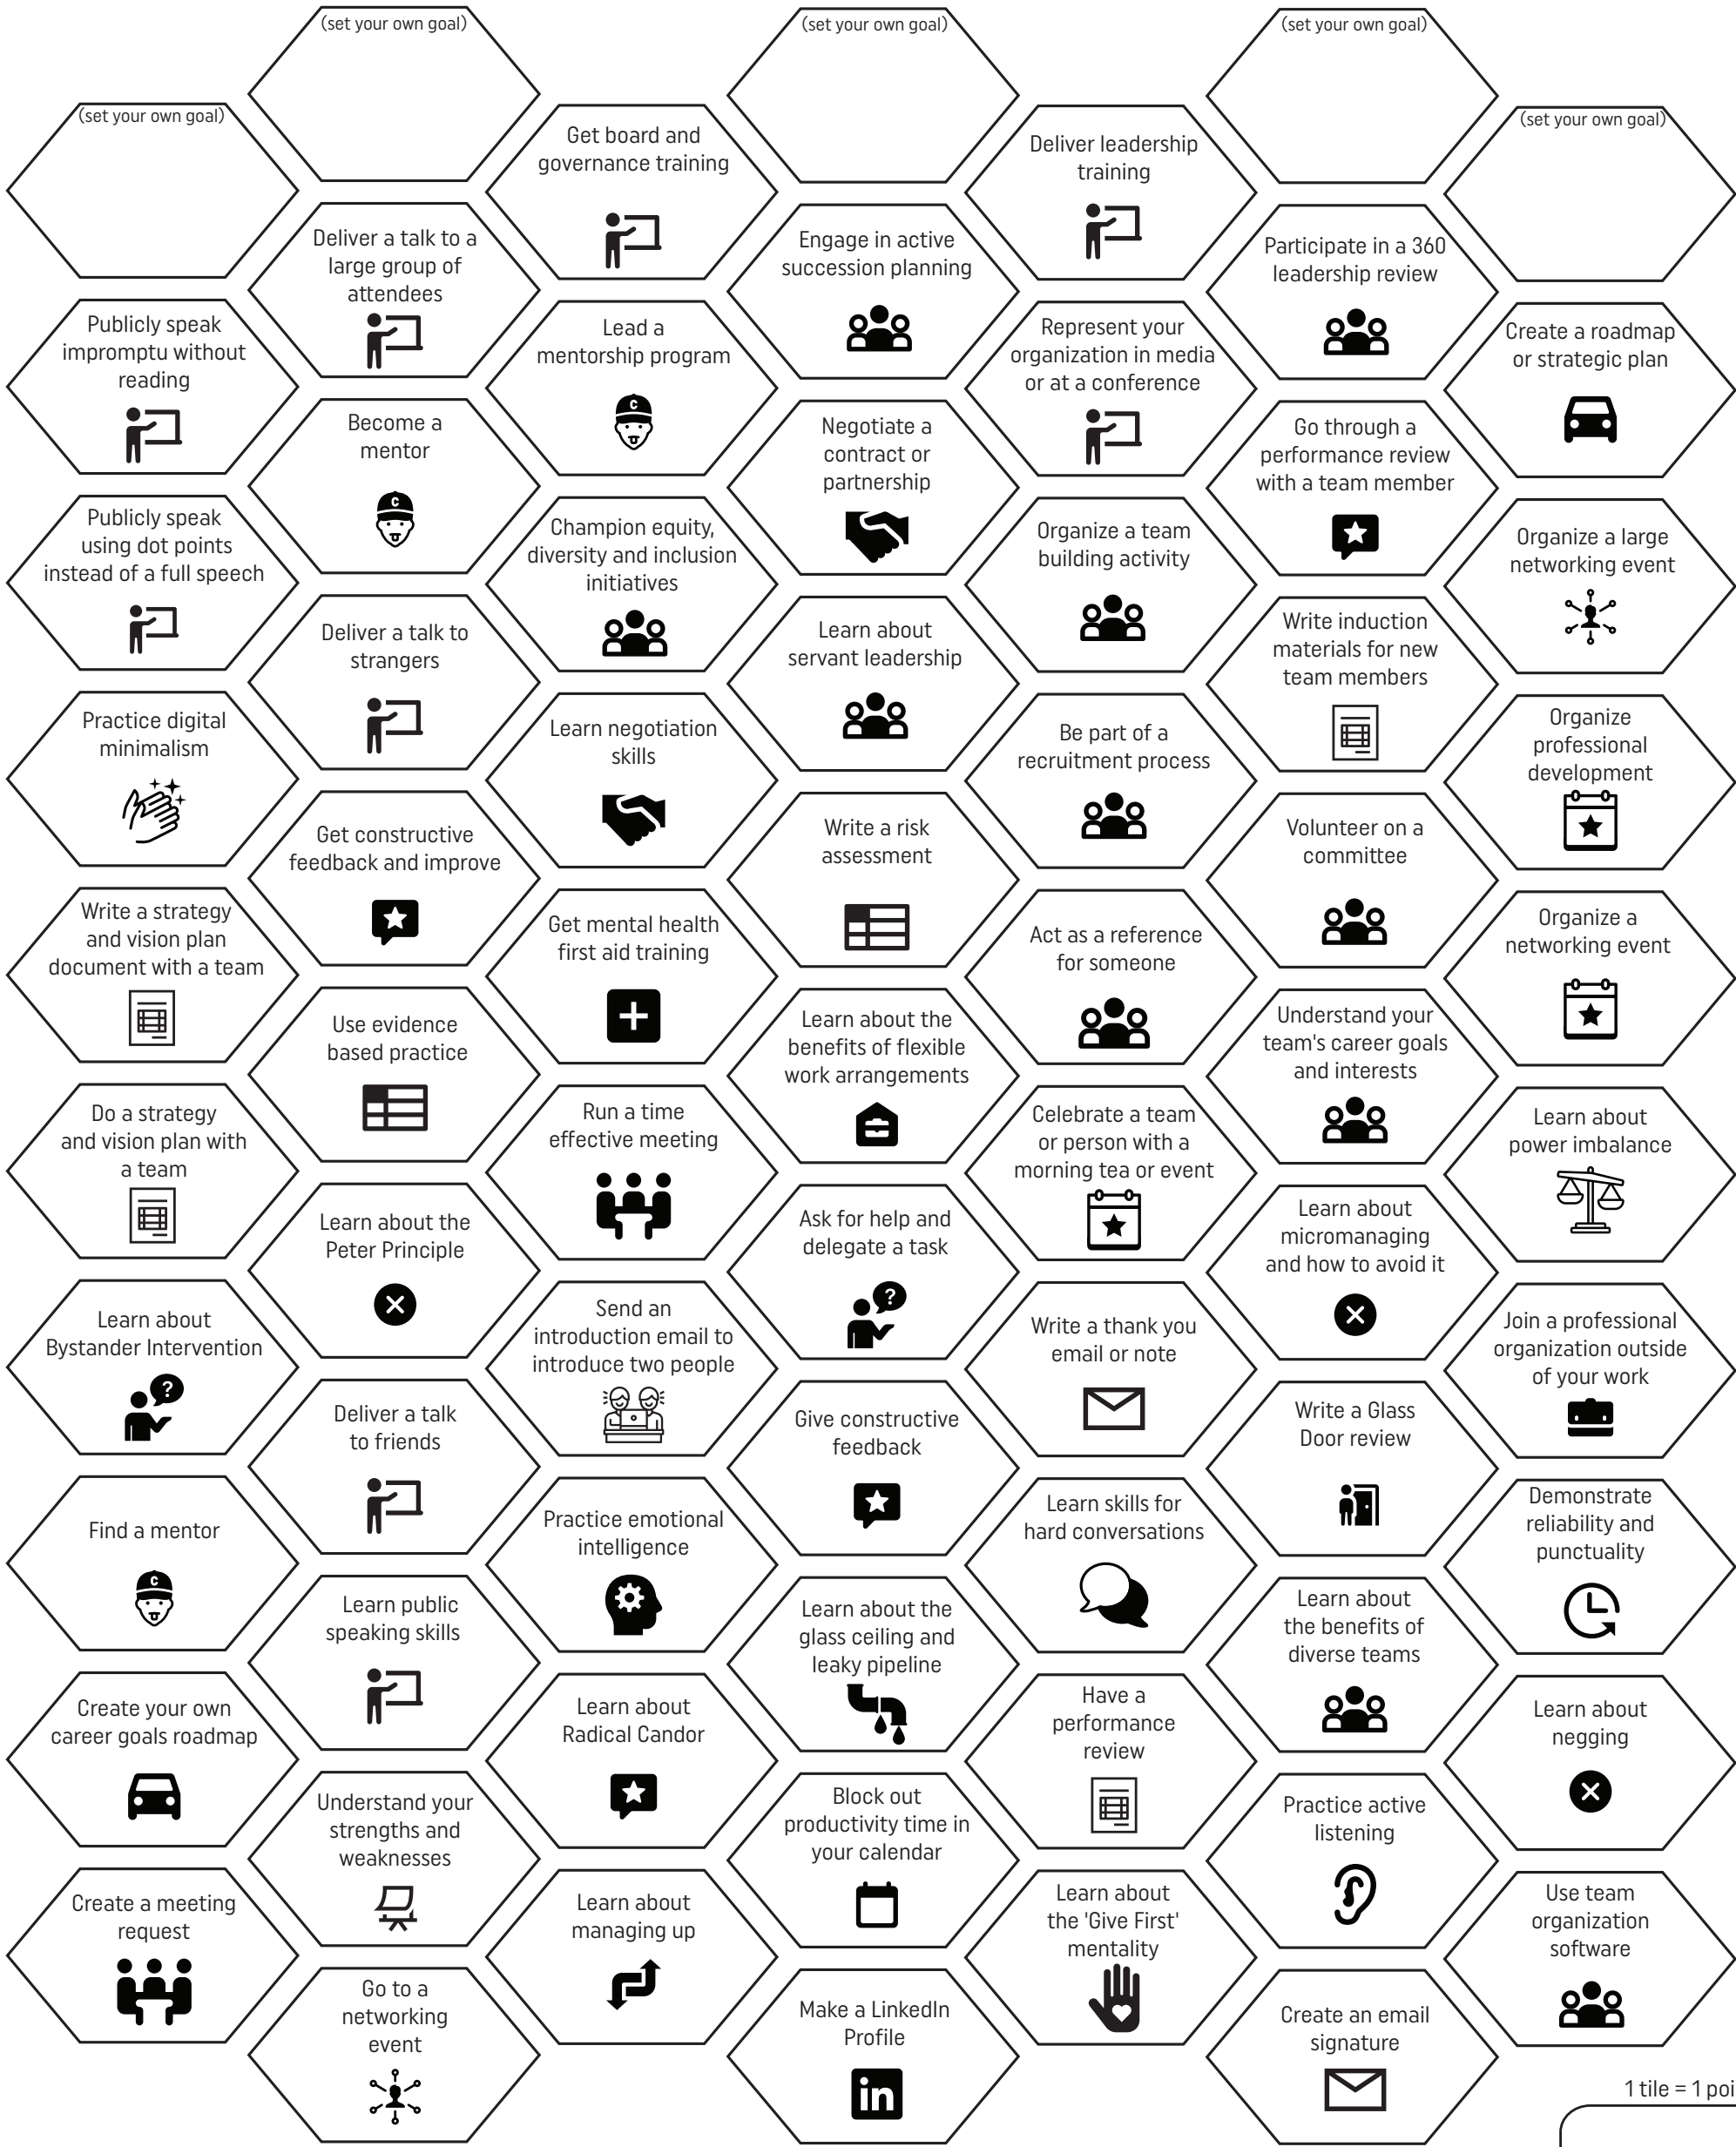 (set your own goal)
(set your own goal)
(set your own goal)
(set your own goal)
(set your own goal)
Get board and
governance training
Deliver leadership
training
Deliver a talk to a
large group of
attendees
Engage in active
succession planning
Participate in a 360
leadership review
Publicly speak
impromptu without
reading
Lead a
mentorship program
Represent your
organization in media
or at a conference
Create a roadmap
or strategic plan
Become a
mentor
Negotiate a
contract or
partnership
Go through a
performance review
with a team member
Publicly speak
using dot points
instead of a full speech
Champion equity,
diversity and inclusion
initiatives
Organize a team
building activity
Organize a large
networking event
Deliver a talk to
strangers
Learn about
servant leadership
Write induction
materials for new
team members
Practice digital
minimalism
Learn negotiation
skills
Be part of a
recruitment process
Organize
professional
development
Get constructive
feedback and improve
Write a risk
assessment
Volunteer on a
committee
Write a strategy
and vision plan
document with a team
Get mental health
first aid training
Act as a reference
for someone
Organize a
networking event
Use evidence
based practice
Learn about the
benefits of flexible
work arrangements
Understand your
team's career goals
and interests
Do a strategy
and vision plan with
a team
Run a time
effective meeting
Celebrate a team
or person with a
morning tea or event
Learn about
power imbalance
Learn about the
Peter Principle
Ask for help and
delegate a task
Learn about
micromanaging
and how to avoid it
Learn about
Bystander Intervention
Send an
introduction email to
introduce two people
Write a thank you
email or note
Join a professional
organization outside
of your work
Deliver a talk
to friends
Give constructive
feedback
Write a Glass
Door review
Find a mentor
Practice emotional
intelligence
Learn skills for
hard conversations
Demonstrate
reliability and
punctuality
Learn public
speaking skills
Learn about the
glass ceiling and
leaky pipeline
Learn about
the benefits of
diverse teams
Create your own
career goals roadmap
Learn about
Radical Candor
Have a
performance
review
Learn about
negging
Understand your
strengths and
weaknesses
Block out
productivity time in
your calendar
Practice active
listening
Create a meeting
request
Learn about
managing up
Learn about
the 'Give First'
mentality
Use team
organization
software
Go to a
networking
event
Make a LinkedIn
Profile
in
Create an email
signature
1 tile = 1 poi